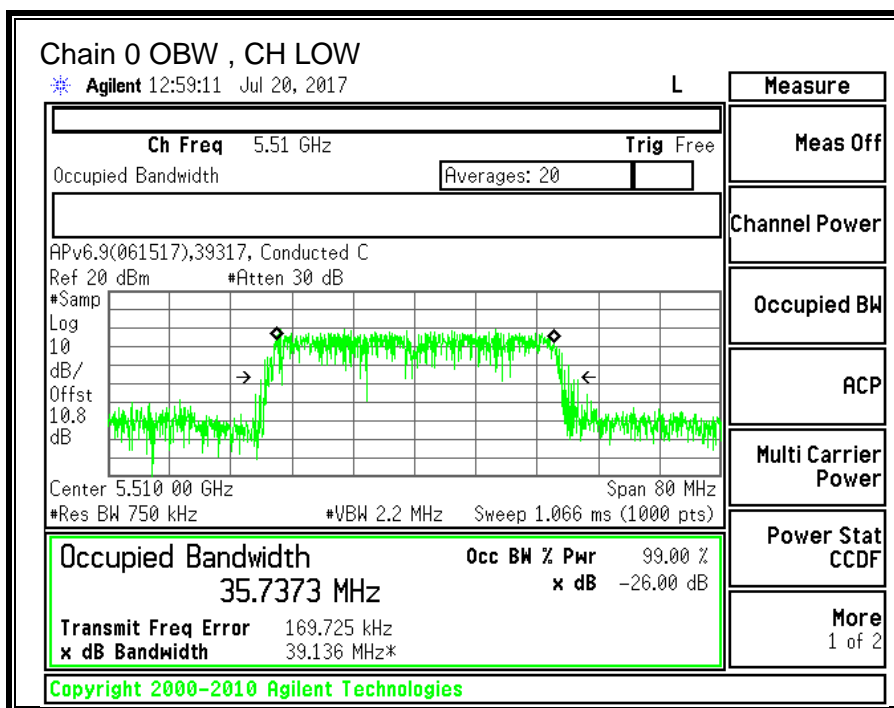 Chain 0 OBW , CH LOW
Agilent 12:59:11 Jul 20, 2017 L
Measure
Ch Freq 5.51 GHz Trig Free
Occupied Bandwidth Averages: 20
APv6.9(061517),39317, Conducted C
Ref 20 dBm #Atten 30 dB
#Samp
Log
10
dB/
Offst
10.8
dB
Center 5.510 00 GHz Span 80 MHz
#Res BW 750 kHz #VBW 2.2 MHz Sweep 1.066 ms (1000 pts)
Occupied Bandwidth Occ BW % Pwr 99.00 %
35.7373 MHz x dB -26.00 dB
Transmit Freq Error 169.725 kHz
x dB Bandwidth 39.136 MHz*
Copyright 2000-2010 Agilent Technologies
Meas Off
Channel Power
Occupied BW
ACP
Multi Carrier
Power
Power Stat
CCDF
More
1 of 2